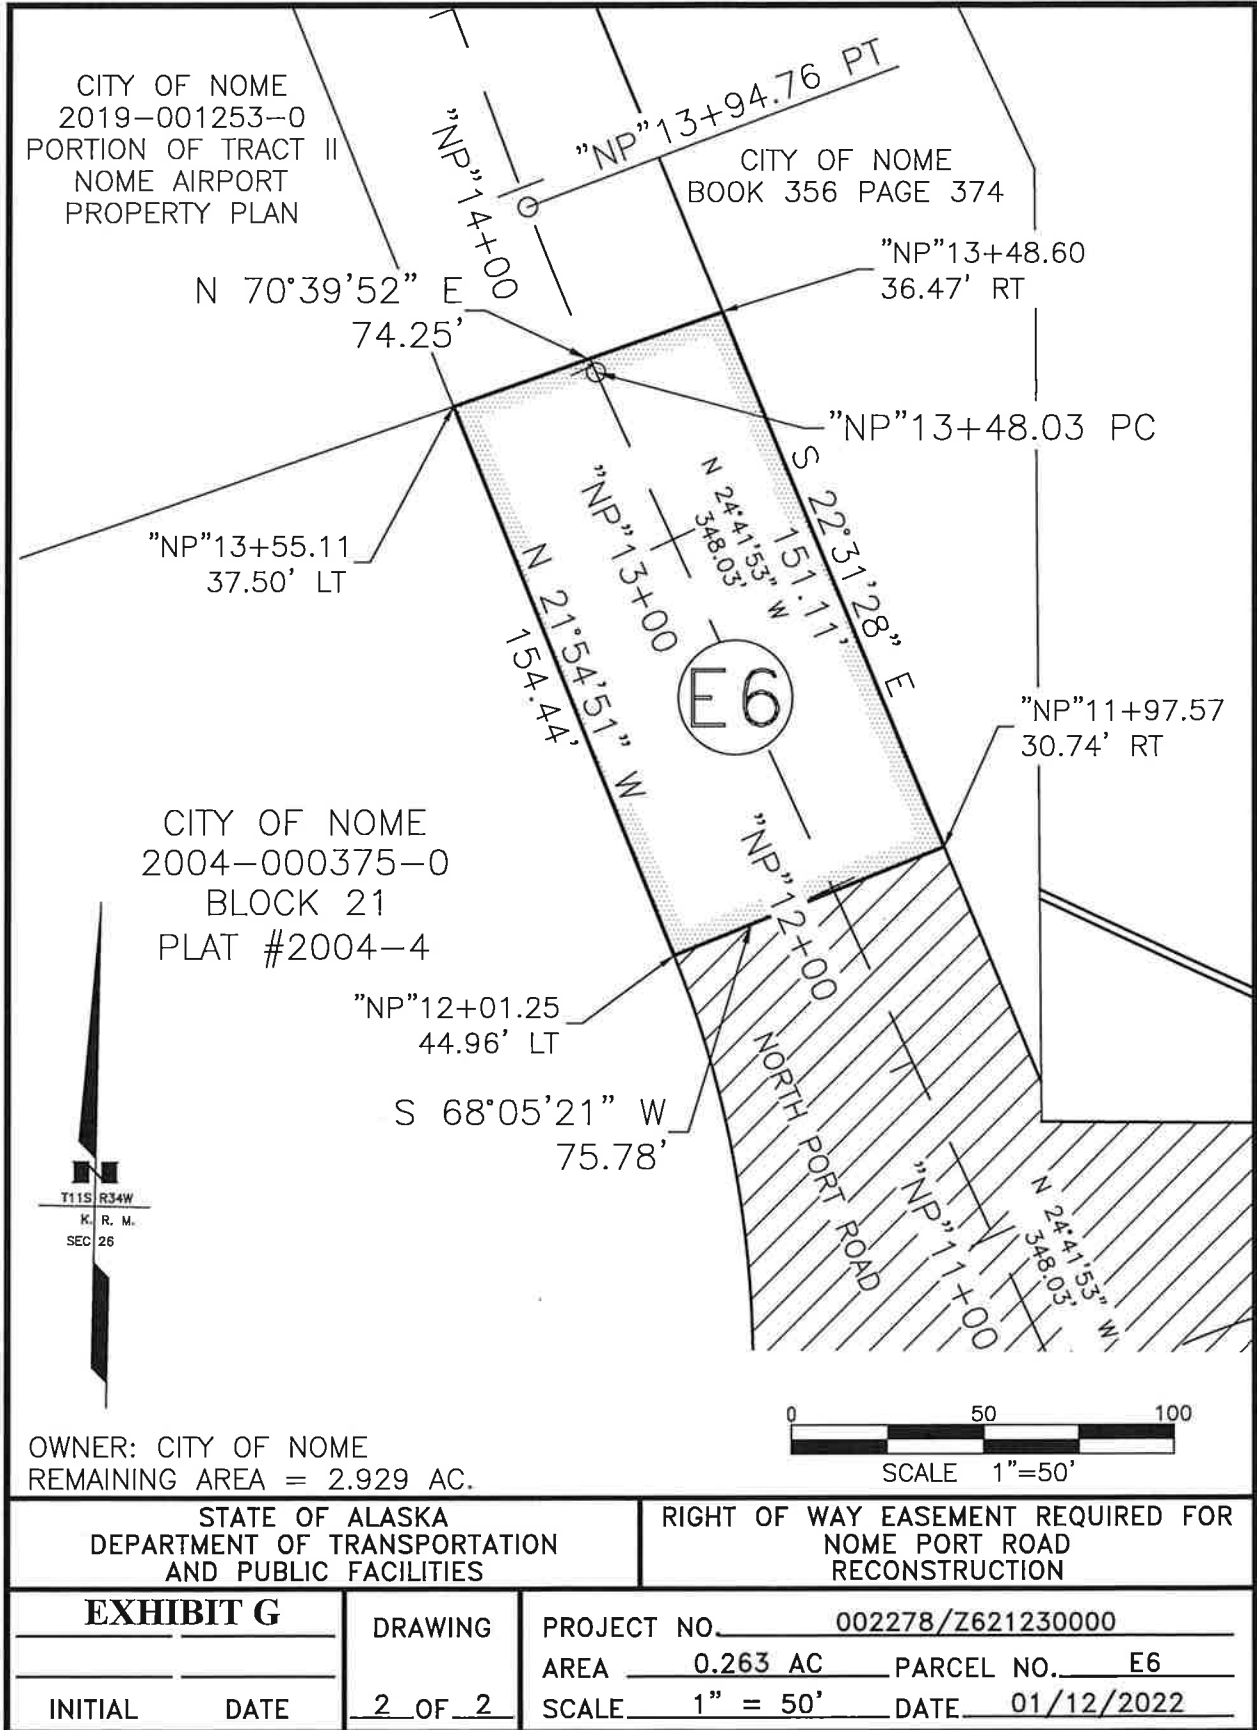 CITY OF NOME
2019-001253-0
PORTION OF TRACT II
NOME AIRPORT
PROPERTY PLAN
"NP"14+00
"NP"13+94.76 PT
CITY OF NOME
BOOK 356 PAGE 374
"NP"13+48.60
36.47' RT
N 70°39'52" E
74.25'
"NP"13+48.03 PC
"NP"13+55.11
37.50' LT
"NP"13+00
N 24°41'53" W
348.03'
S 22°31'28" E
151.11'
N 21°54'51" W
154.44'
E6
"NP"11+97.57
30.74' RT
CITY OF NOME
2004-000375-0
BLOCK 21
PLAT #2004-4
"NP"12+00
"NP"12+01.25
44.96' LT
S 68°05'21" W
75.78'
NORTH PORT ROAD
"NP"11+00
N 24°41'53" W
348.03'
N
T11S R34W
K. R. M.
SEC 26
0 50 100
SCALE 1"=50'
OWNER: CITY OF NOME
REMAINING AREA = 2.929 AC.
STATE OF ALASKA
DEPARTMENT OF TRANSPORTATION
AND PUBLIC FACILITIES
RIGHT OF WAY EASEMENT REQUIRED FOR
NOME PORT ROAD
RECONSTRUCTION
EXHIBIT G
INITIAL DATE
DRAWING
2 OF 2
PROJECT NO. 002278/Z621230000
AREA 0.263 AC PARCEL NO. E6
SCALE 1" = 50' DATE 01/12/2022